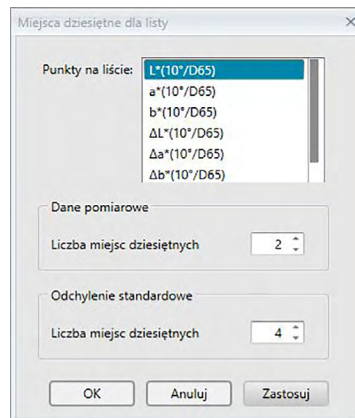 Miejsca dziesiętne dla listy
Punkty na liście:
L*(10°/D65)
a*(10°/D65)
b*(10°/D65)
ΔL*(10°/D65)
Δa*(10°/D65)
Δb*(10°/D65)
Dane pomiarowe
Liczba miejsc dziesiętnych 2
Odchylenie standardowe
Liczba miejsc dziesiętnych 4
OK Anuluj Zastosuj